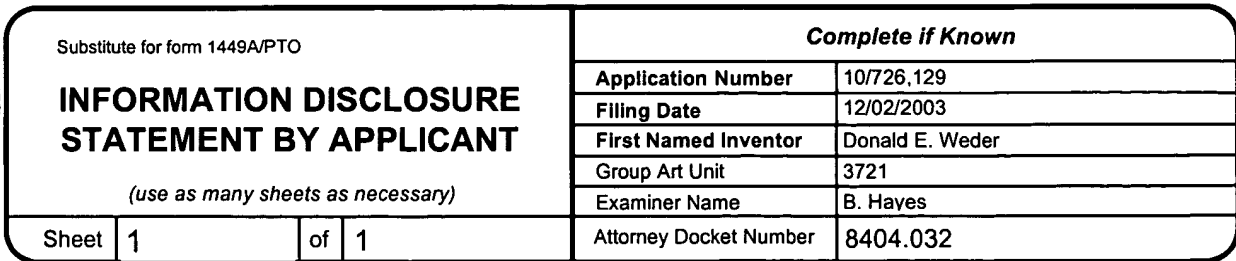 Substitute for form 1449A/PTO
INFORMATION DISCLOSURE
STATEMENT BY APPLICANT
(use as many sheets as necessary)
Sheet 1 of 1
Complete if Known
Application Number 10/726,129
Filing Date 12/02/2003
First Named Inventor Donald E. Weder
Group Art Unit 3721
Examiner Name B. Hayes
Attorney Docket Number 8404.032